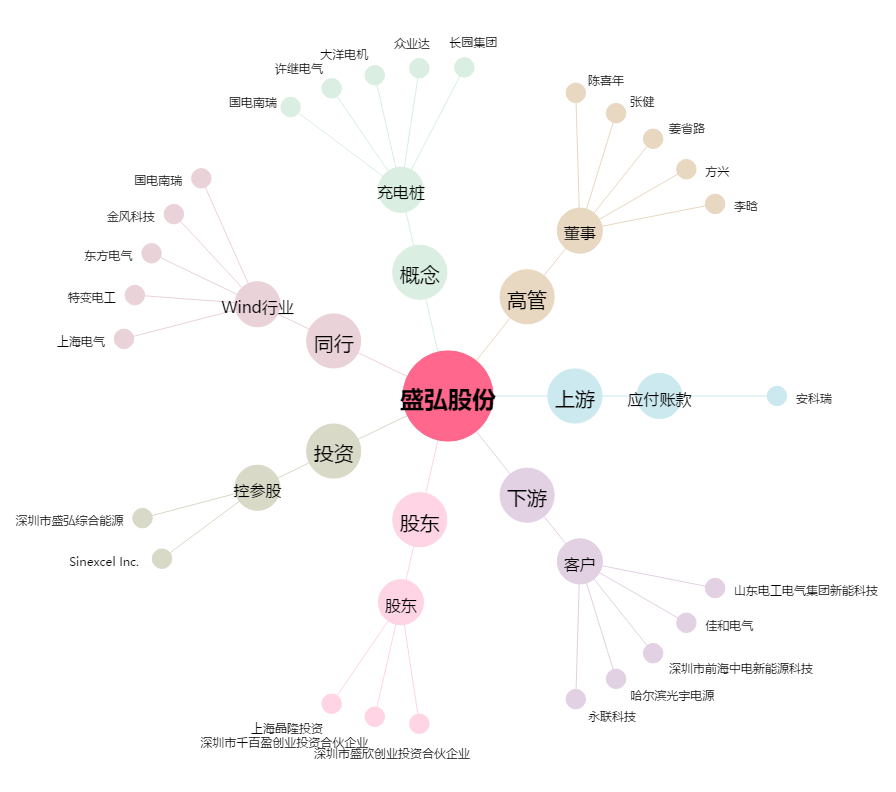 长园集团
众业达
大洋电机
许继电气
国电南瑞
充电桩
概念
陈喜年
张健
姜省路
方兴
李晗
董事
高管
国电南瑞
金风科技
东方电气
特变电工
上海电气
Wind行业
同行
盛弘股份
上游
应付账款
安科瑞
投资
控参股
深圳市盛弘综合能源
Sinexcel Inc.
下游
客户
山东电工电气集团新能科技
佳和电气
深圳市前海中电新能源科技
哈尔滨光宇电源
永联科技
股东
股东
上海晶隆投资
深圳市千百盈创业投资合伙企业
深圳市盛欣创业投资合伙企业